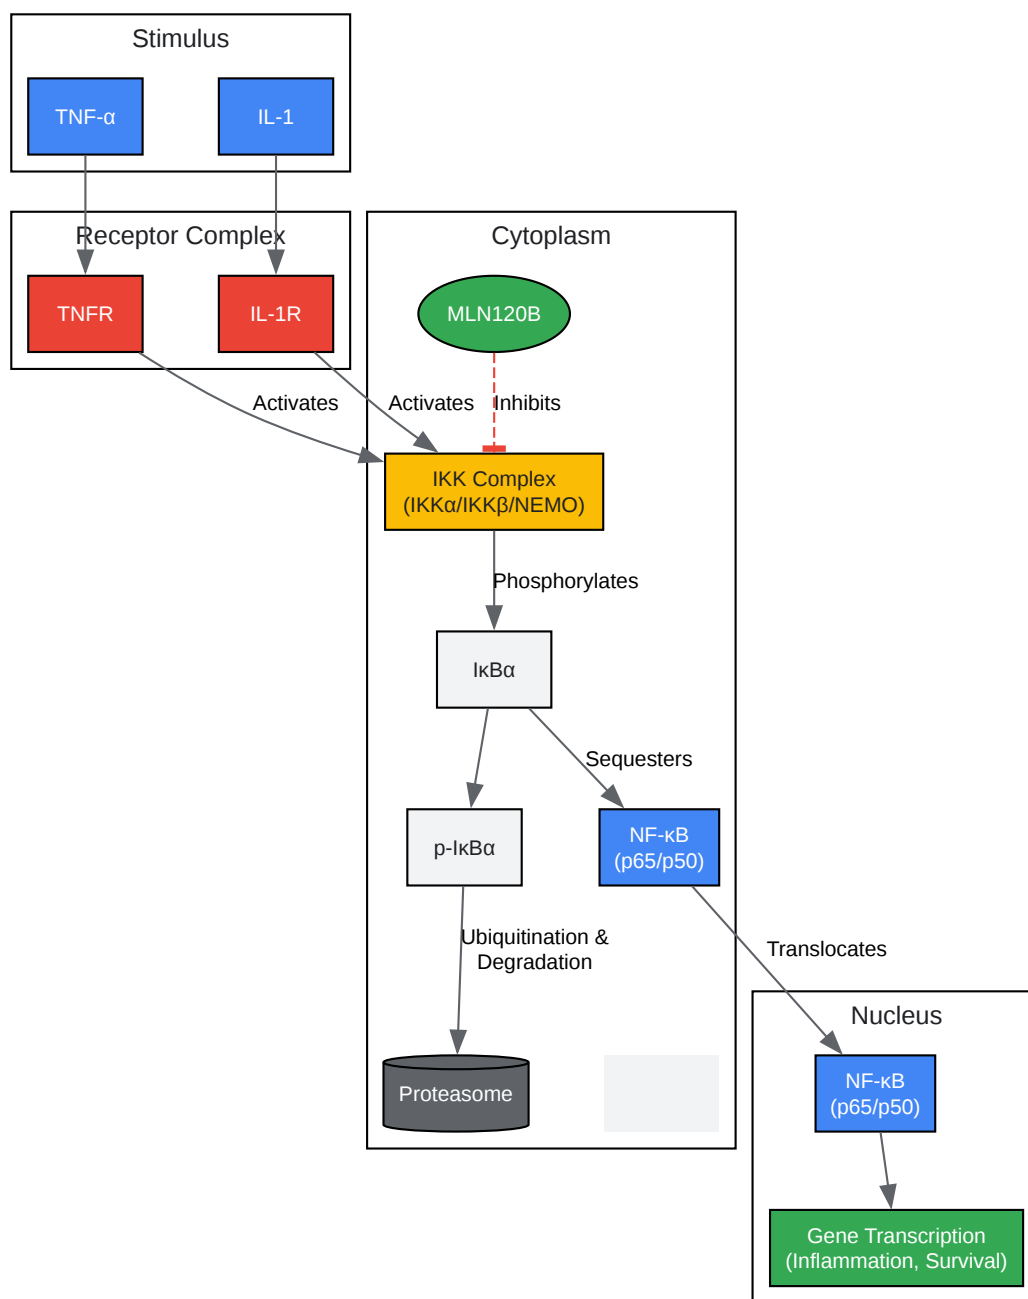 Stimulus
TNF-α
IL-1
Receptor Complex
Cytoplasm
TNFR
IL-1R
MLN120B
Activates
Activates
Inhibits
IKK Complex
(IKKα/IKKβ/NEMO)
Phosphorylates
IκBα
Sequesters
p-IκBα
NF-κB
(p65/p50)
Ubiquitination &
Degradation
Translocates
Nucleus
Proteasome
NF-κB
(p65/p50)
Gene Transcription
(Inflammation, Survival)